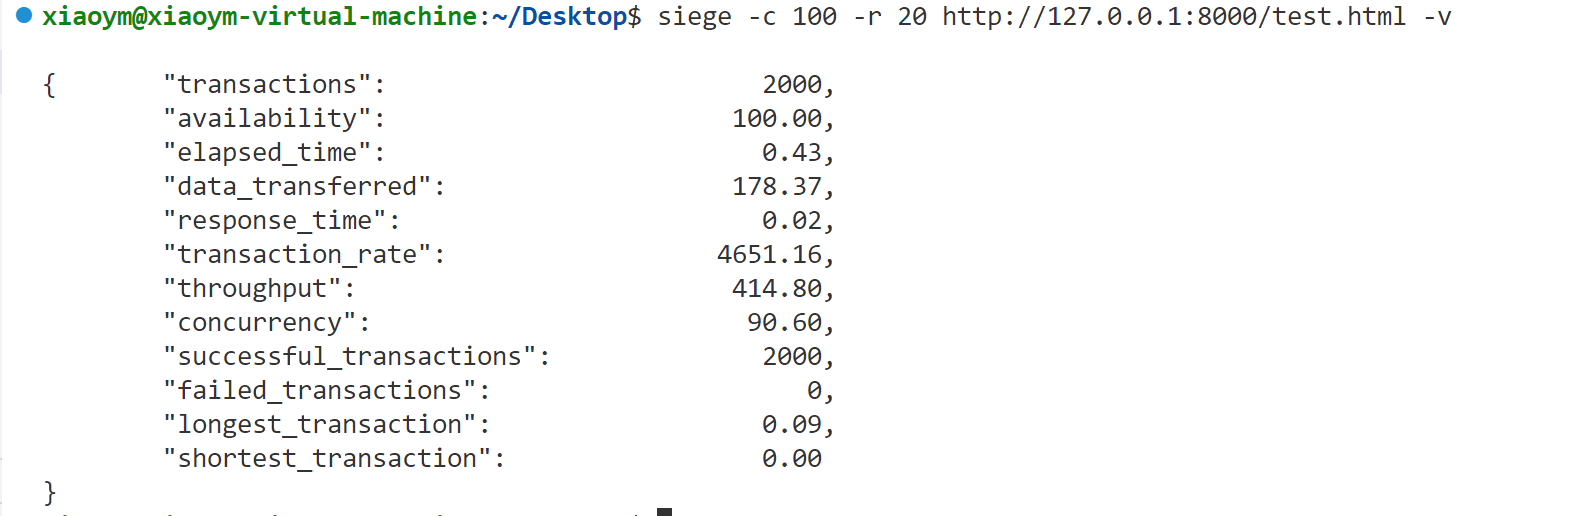 xiaoym@xiaoym-virtual-machine:~/Desktop$ siege -c 100 -r 20 http://127.0.0.1:8000/test.html -v
{ "transactions": 2000,
"availability": 100.00,
"elapsed_time": 0.43,
"data_transferred": 178.37,
"response_time": 0.02,
"transaction_rate": 4651.16,
"throughput": 414.80,
"concurrency": 90.60,
"successful_transactions": 2000,
"failed_transactions": 0,
"longest_transaction": 0.09,
"shortest_transaction": 0.00
}